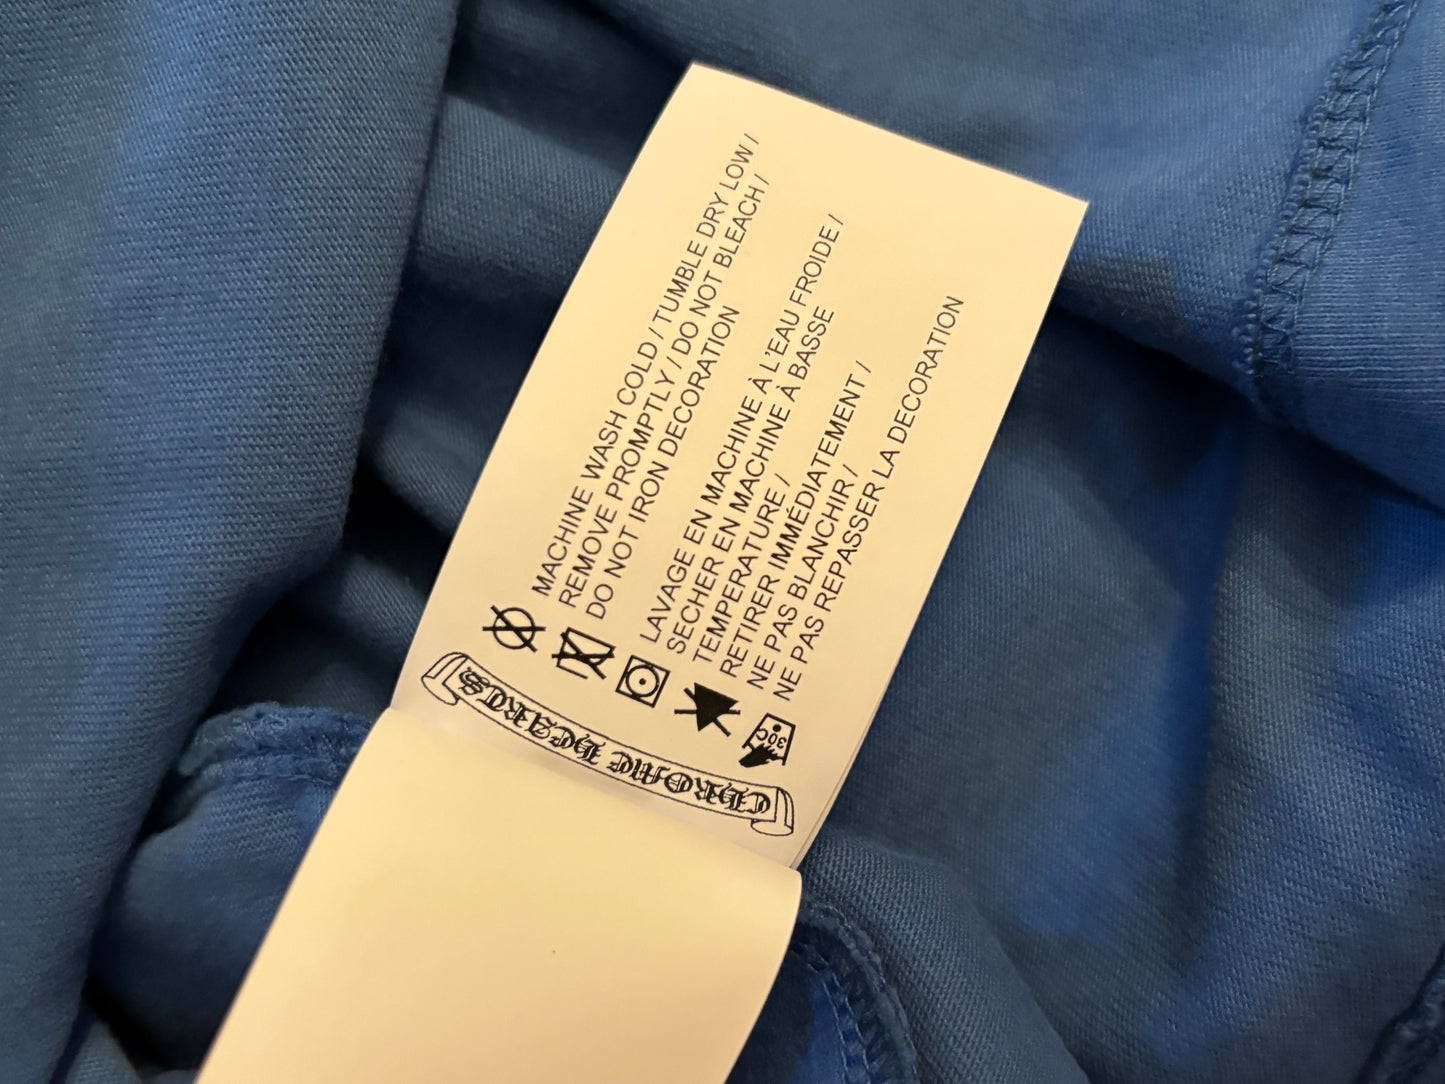 MACHINE WASH COLD / TUMBLE DRY LOW /
REMOVE PROMPTLY / DO NOT BLEACH /
DO NOT IRON DECORATION
LAVAGE EN MACHINE À L'EAU FROIDE /
SECHER EN MACHINE À BASSE
TEMPERATURE /
RETIRER IMMÉDIATEMENT /
NE PAS BLANCHIR /
NE PAS REPASSER LA DECORATION
30C
CHROME HEARTS